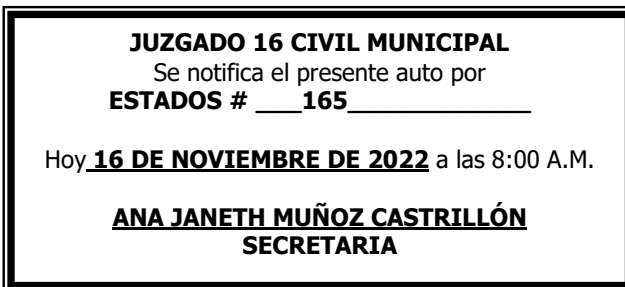 JUZGADO 16 CIVIL MUNICIPAL
Se notifica el presente auto por
ESTADOS # ___165____________
Hoy 16 DE NOVIEMBRE DE 2022 a las 8:00 A.M.
ANA JANETH MUÑOZ CASTRILLÓN
SECRETARIA